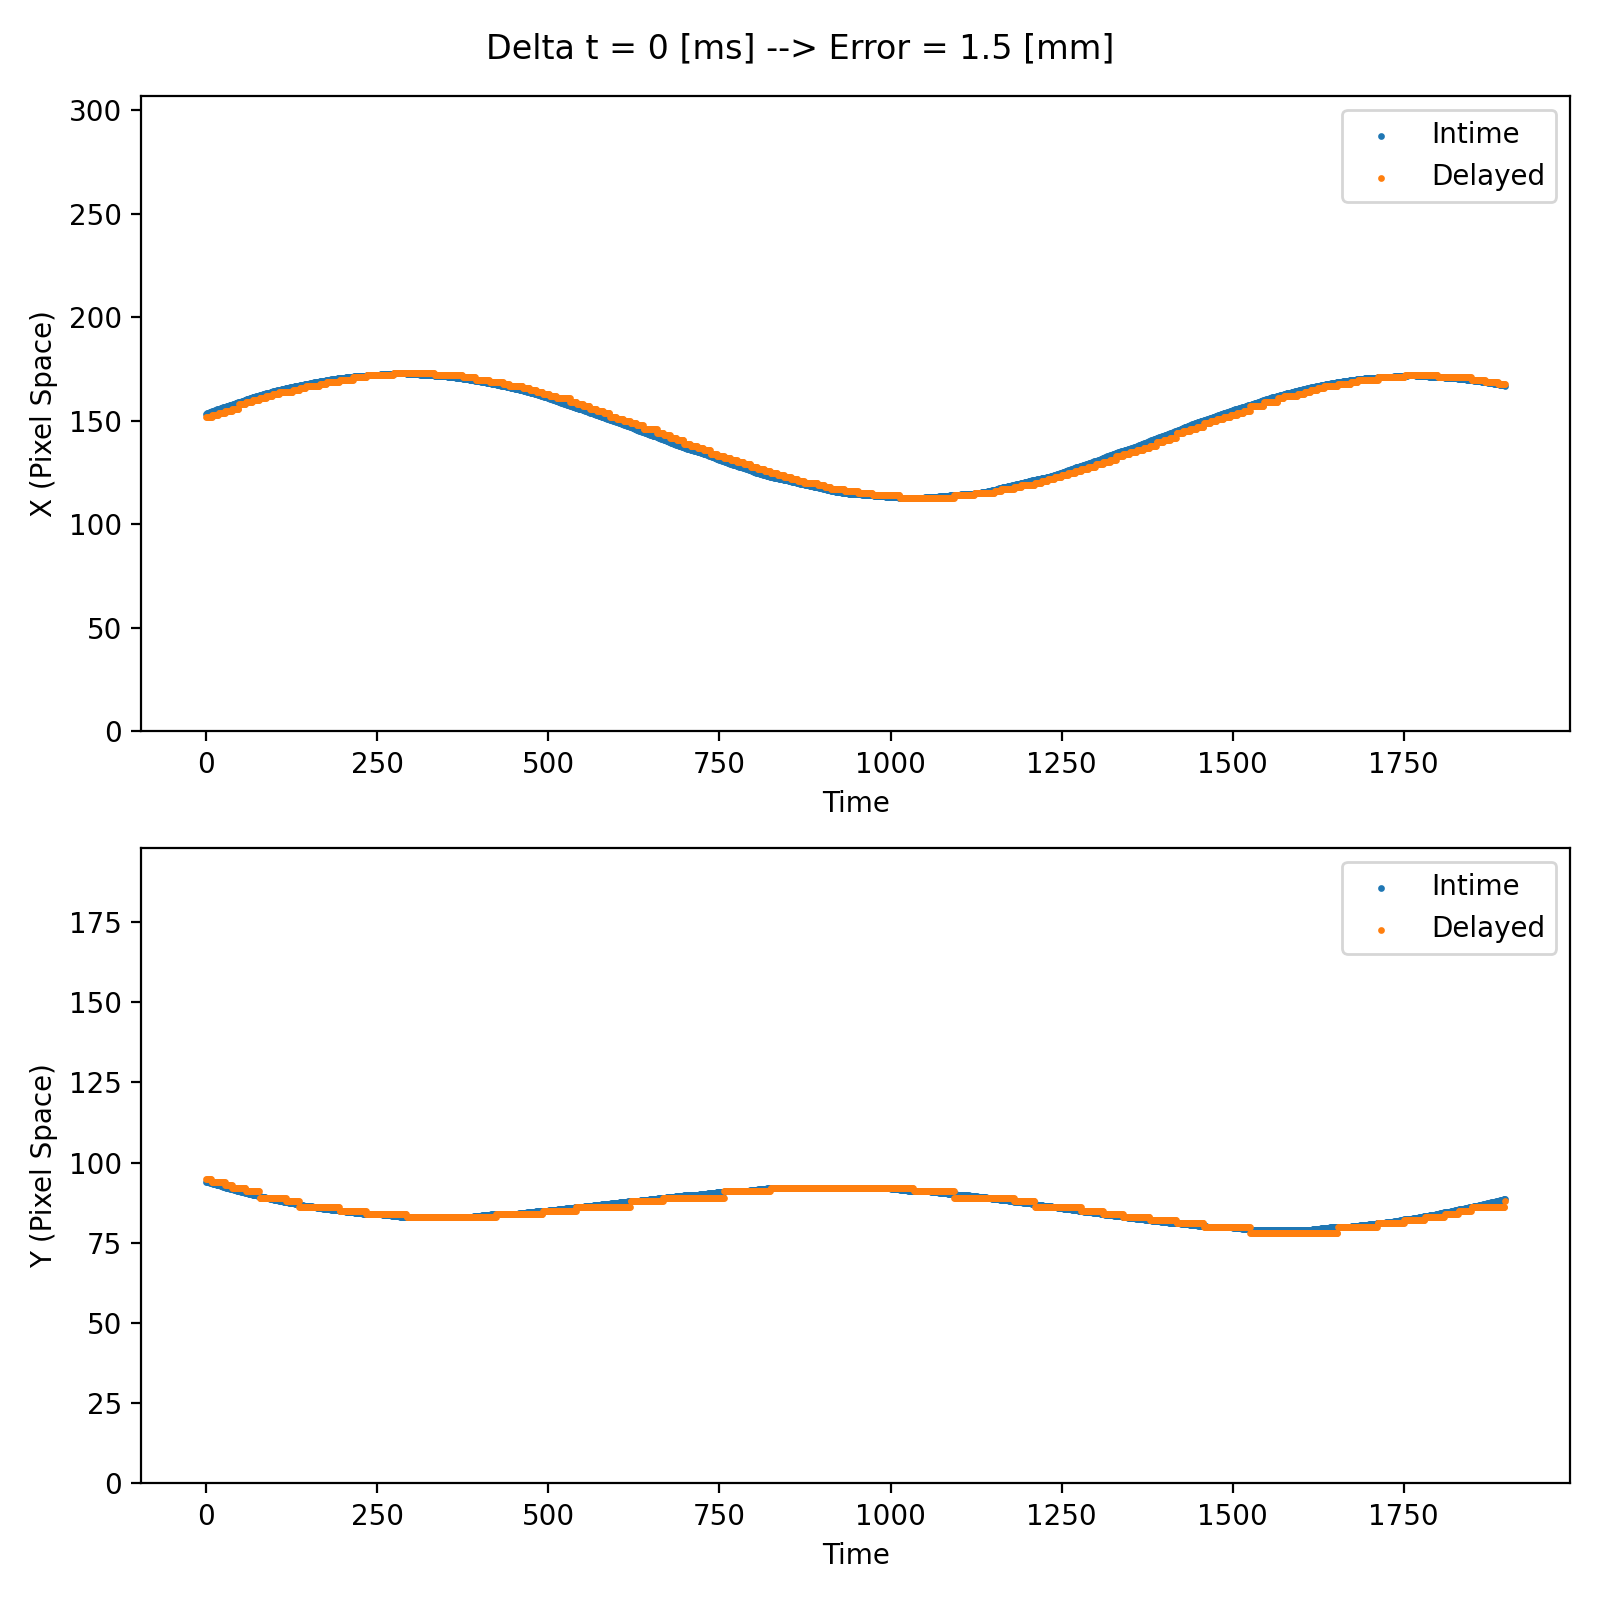 Delta t = 0 [ms] --> Error = 1.5 [mm]
300
250
200
150
100
50
0
X (Pixel Space)
Intime
Delayed
0 250 500 750 1000 1250 1500 1750
Time
175
150
125
100
75
50
25
0
Y (Pixel Space)
Intime
Delayed
0 250 500 750 1000 1250 1500 1750
Time